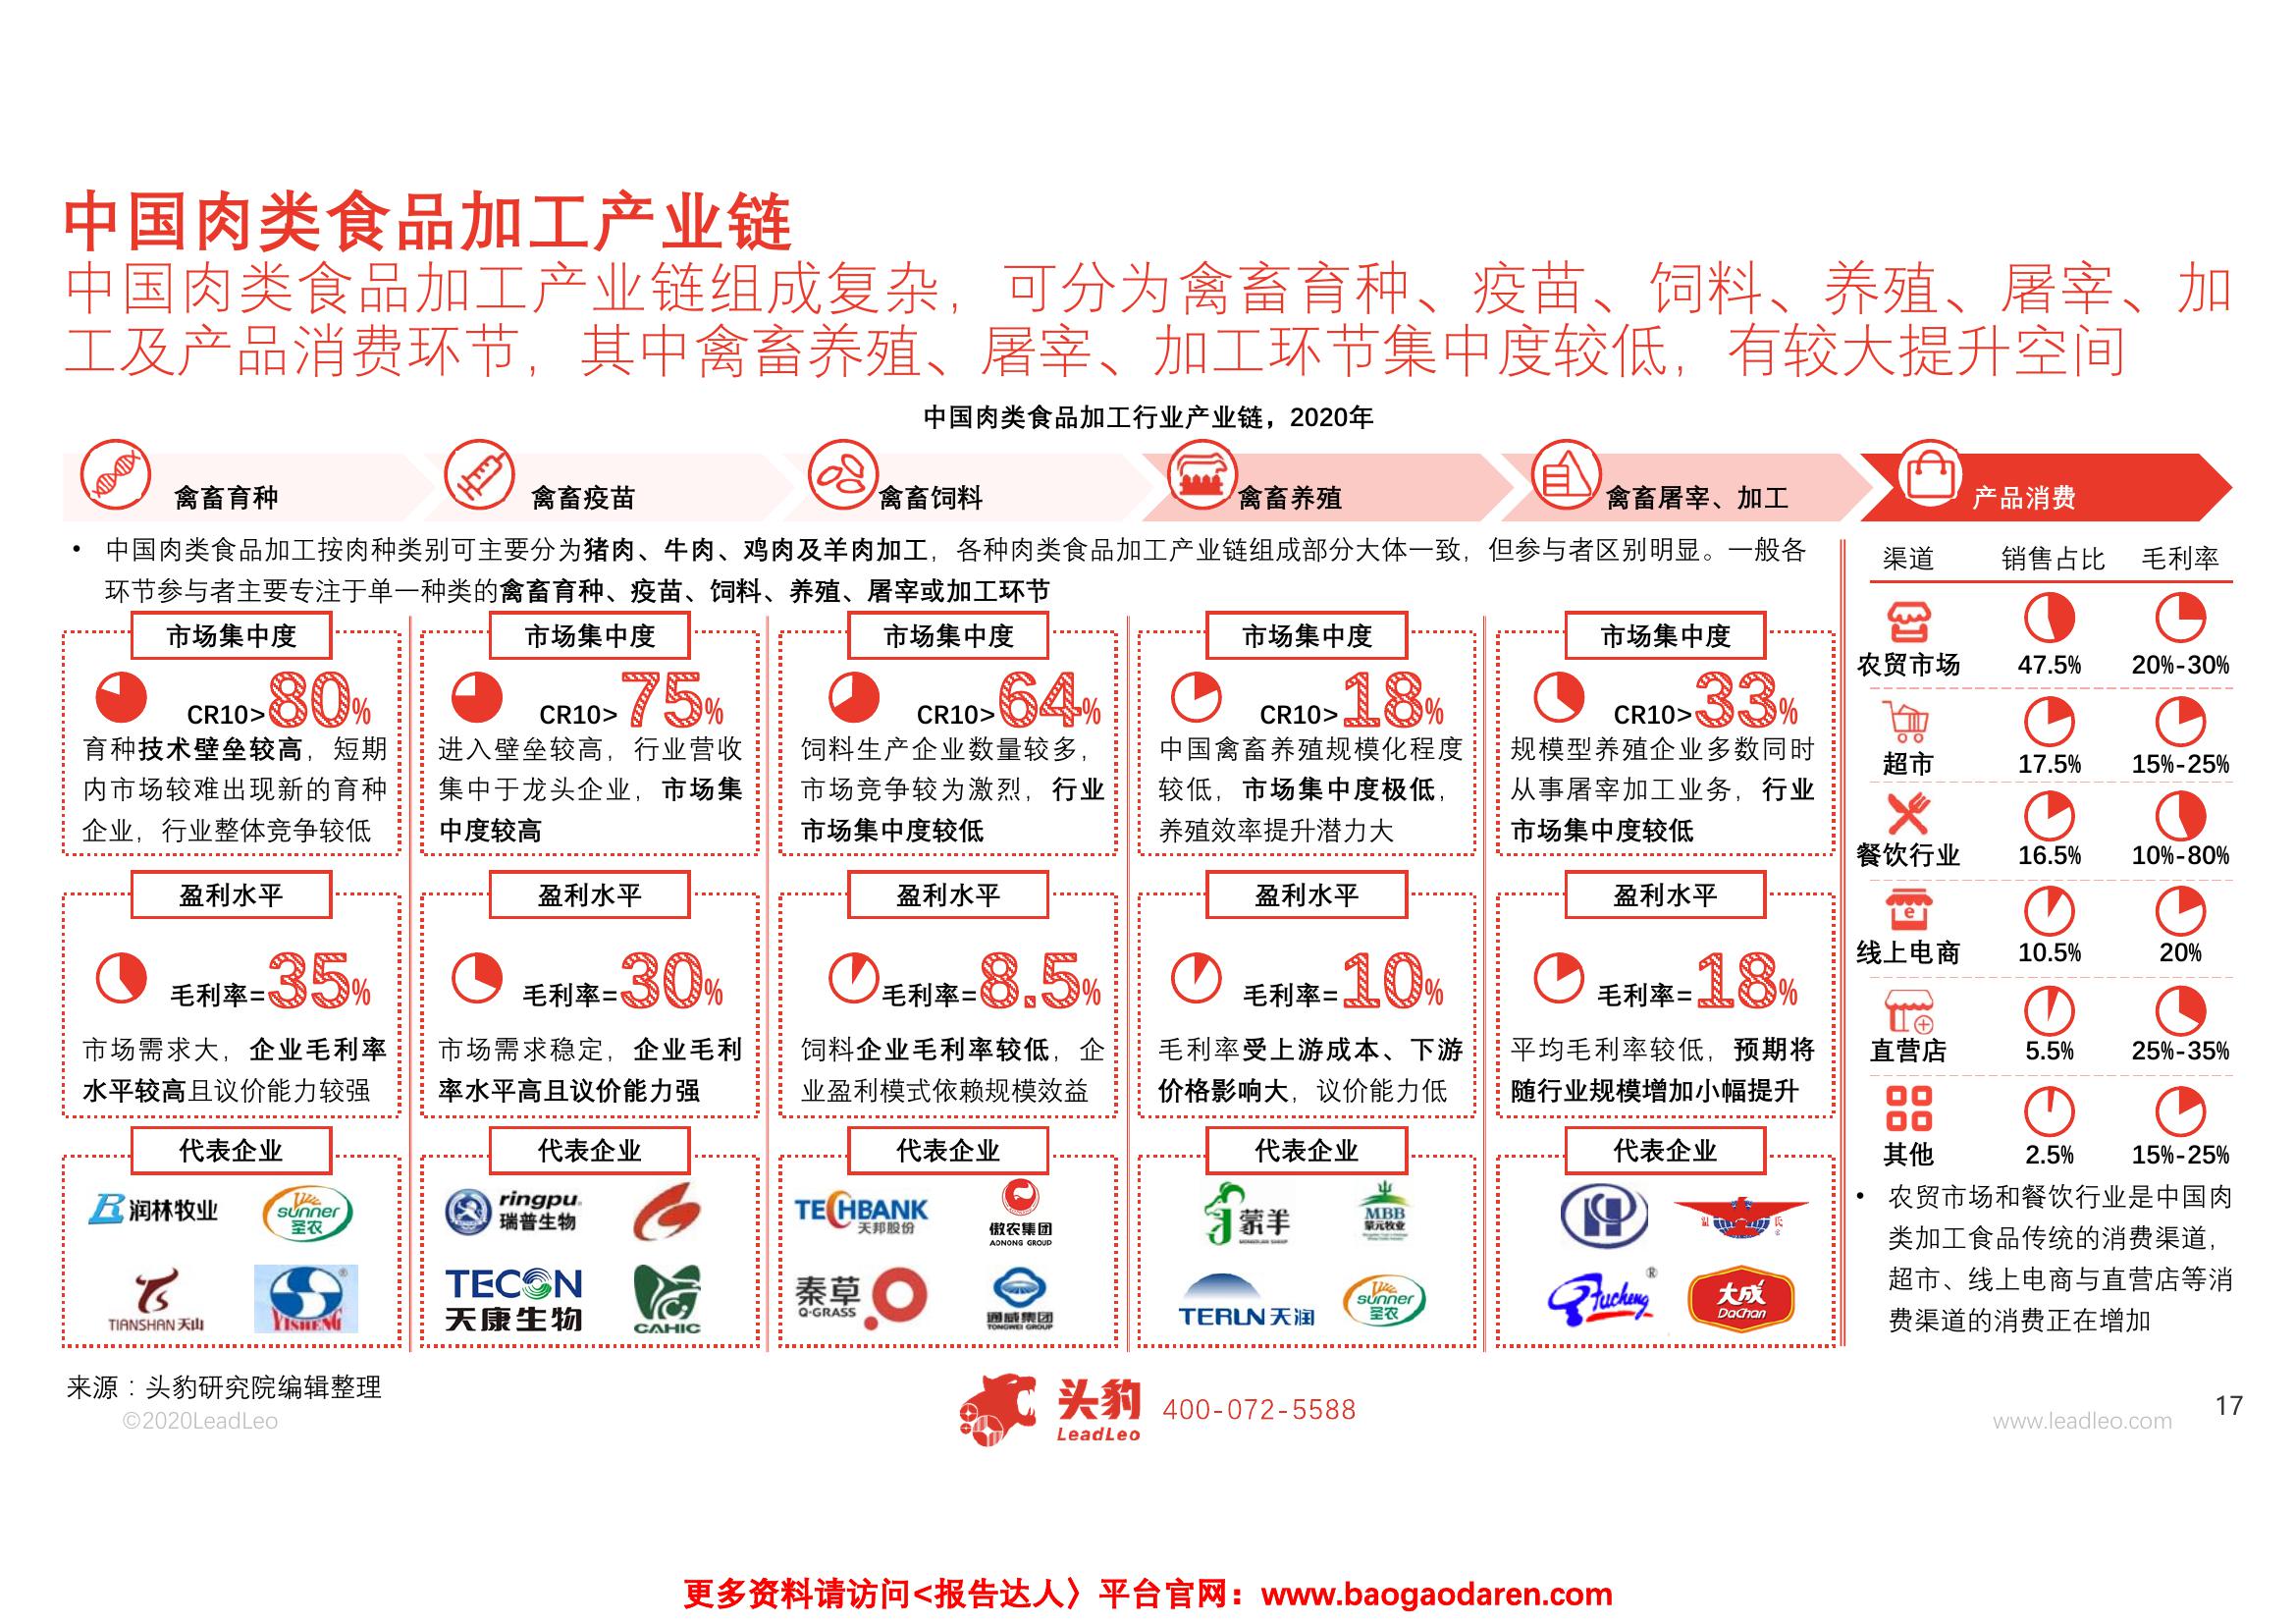 中国肉类食品加工产业链
中国肉类食品加工产业链组成复杂，可分为禽畜育种、疫苗、饲料、养殖、屠宰、加
工及产品消费环节，其中禽畜养殖、屠宰、加工环节集中度较低，有较大提升空间
中国肉类食品加工行业产业链，2020年
禽畜育种
禽畜疫苗
禽畜饲料
禽畜养殖
禽畜屠宰、加工
产品消费
• 中国肉类食品加工按肉种类别可主要分为猪肉、牛肉、鸡肉及羊肉加工，各种肉类食品加工产业链组成部分大体一致，但参与者区别明显。一般各
环节参与者主要专注于单一种类的禽畜育种、疫苗、饲料、养殖、屠宰或加工环节
市场集中度
CR10>80%
育种技术壁垒较高，短期
内市场较难出现新的育种
企业，行业整体竞争较低
盈利水平
毛利率=35%
市场需求大，企业毛利率
水平较高且议价能力较强
代表企业
润林牧业
sunner
圣农
TIANSHAN 天山
YISHENG
®
市场集中度
CR10>75%
进入壁垒较高，行业营收
集中于龙头企业，市场集
中度较高
盈利水平
毛利率=30%
市场需求稳定，企业毛利
率水平高且议价能力强
代表企业
ringpu
瑞普生物
TECON
天康生物
CAHIC
市场集中度
CR10>64%
饲料生产企业数量较多，
市场竞争较为激烈，行业
市场集中度较低
盈利水平
毛利率=8.5%
饲料企业毛利率较低，企
业盈利模式依赖规模效益
代表企业
TECHBANK
天邦股份
傲农集团
AONONG GROUP
秦草
Q·GRASS
通威集团
TONGWEI GROUP
市场集中度
CR10>18%
中国禽畜养殖规模化程度
较低，市场集中度极低，
养殖效率提升潜力大
盈利水平
毛利率=10%
毛利率受上游成本、下游
价格影响大，议价能力低
代表企业
蒙羊
MBB
蒙元牧业
TERUN 天润
sunner
圣农
市场集中度
CR10>33%
规模型养殖企业多数同时
从事屠宰加工业务，行业
市场集中度较低
盈利水平
毛利率=18%
平均毛利率较低，预期将
随行业规模增加小幅提升
代表企业
Fucheng
®
大成
DaChan
渠道 销售占比 毛利率
农贸市场 47.5% 20%-30%
超市 17.5% 15%-25%
餐饮行业 16.5% 10%-80%
e
线上电商 10.5% 20%
直营店 5.5% 25%-35%
其他 2.5% 15%-25%
• 农贸市场和餐饮行业是中国肉
类加工食品传统的消费渠道，
超市、线上电商与直营店等消
费渠道的消费正在增加
来源：头豹研究院编辑整理
©2020LeadLeo
头豹
LeadLeo
400-072-5588
www.leadleo.com
17
更多资料请访问<报告达人〉平台官网：www.baogaodaren.com